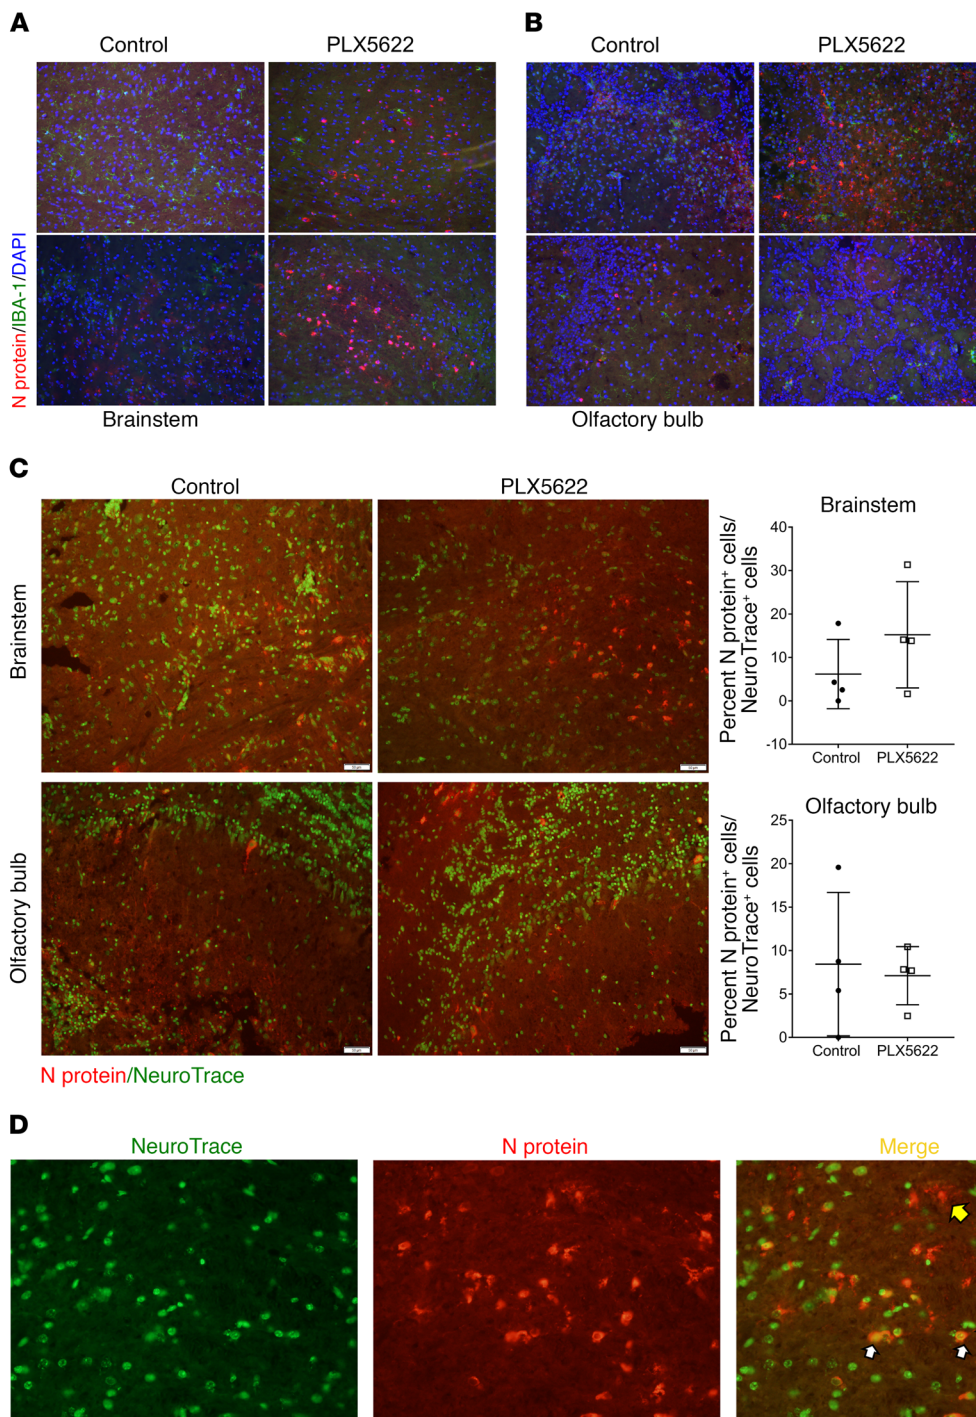 A
Control
PLX5622
N protein/IBA-1/DAPI
Brainstem
B
Control
PLX5622
Olfactory bulb
C
Control
PLX5622
Brainstem
Olfactory bulb
N protein/NeuroTrace
Brainstem
Percent N protein⁺ cells/
NeuroTrace⁺ cells
40
30
20
10
0
-10
Control
PLX5622
Olfactory bulb
Percent N protein⁺ cells/
NeuroTrace⁺ cells
25
20
15
10
5
0
Control
PLX5622
D
NeuroTrace
N protein
Merge